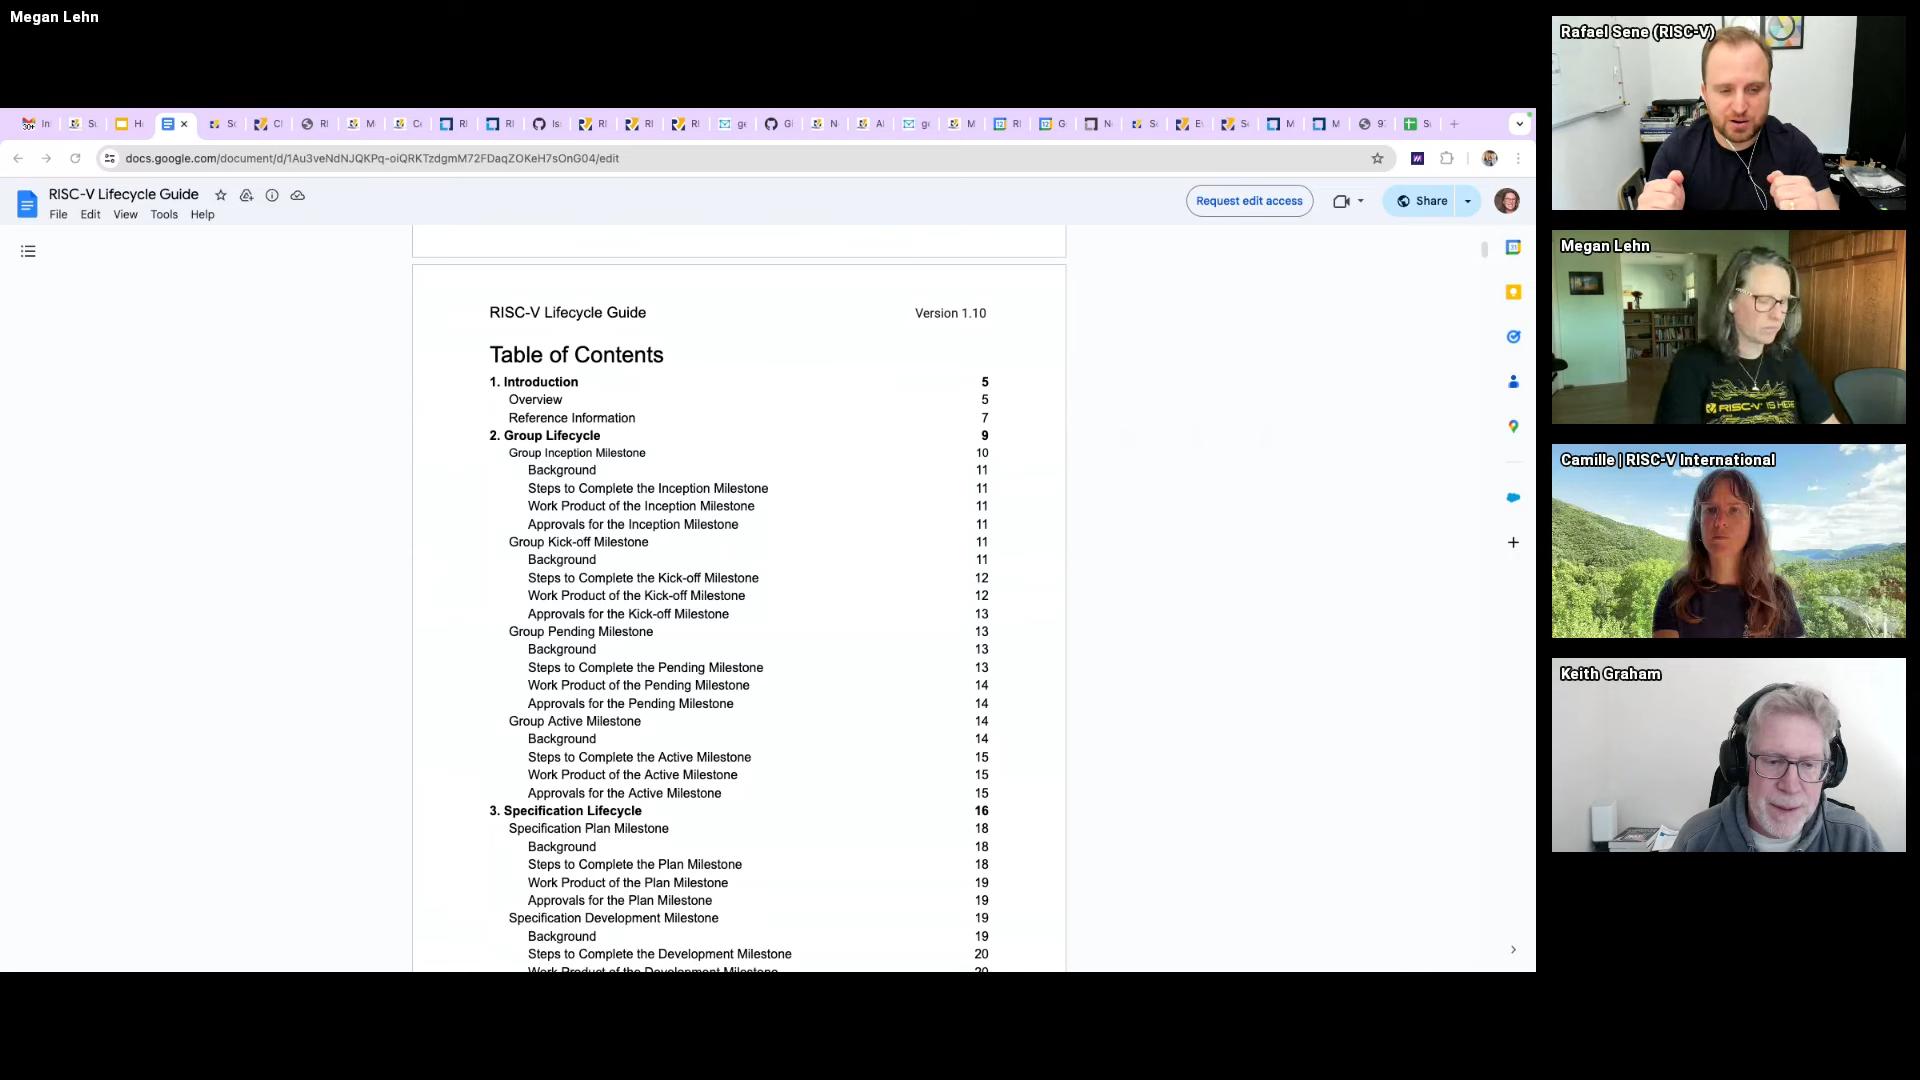 Megan Lehn
docs.google.com/document/d/1Au3veNdNJQKPq-oiQRKTzdgmM72FDaqZOKeH7sOnG04/edit
RISC-V Lifecycle Guide
File Edit View Tools Help
Request edit access
Share
RISC-V Lifecycle Guide Version 1.10
Table of Contents
1. Introduction 5
Overview 5
Reference Information 7
2. Group Lifecycle 9
Group Inception Milestone 10
Background 11
Steps to Complete the Inception Milestone 11
Work Product of the Inception Milestone 11
Approvals for the Inception Milestone 11
Group Kick-off Milestone 11
Background 11
Steps to Complete the Kick-off Milestone 12
Work Product of the Kick-off Milestone 12
Approvals for the Kick-off Milestone 13
Group Pending Milestone 13
Background 13
Steps to Complete the Pending Milestone 13
Work Product of the Pending Milestone 14
Approvals for the Pending Milestone 14
Group Active Milestone 14
Background 14
Steps to Complete the Active Milestone 15
Work Product of the Active Milestone 15
Approvals for the Active Milestone 15
3. Specification Lifecycle 16
Specification Plan Milestone 18
Background 18
Steps to Complete the Plan Milestone 18
Work Product of the Plan Milestone 19
Approvals for the Plan Milestone 19
Specification Development Milestone 19
Background 19
Steps to Complete the Development Milestone 20
Work Product of the Development Milestone 20
Rafael Sene (RISC-V)
Megan Lehn
RISC-V IS HERE
Camille | RISC-V International
Keith Graham